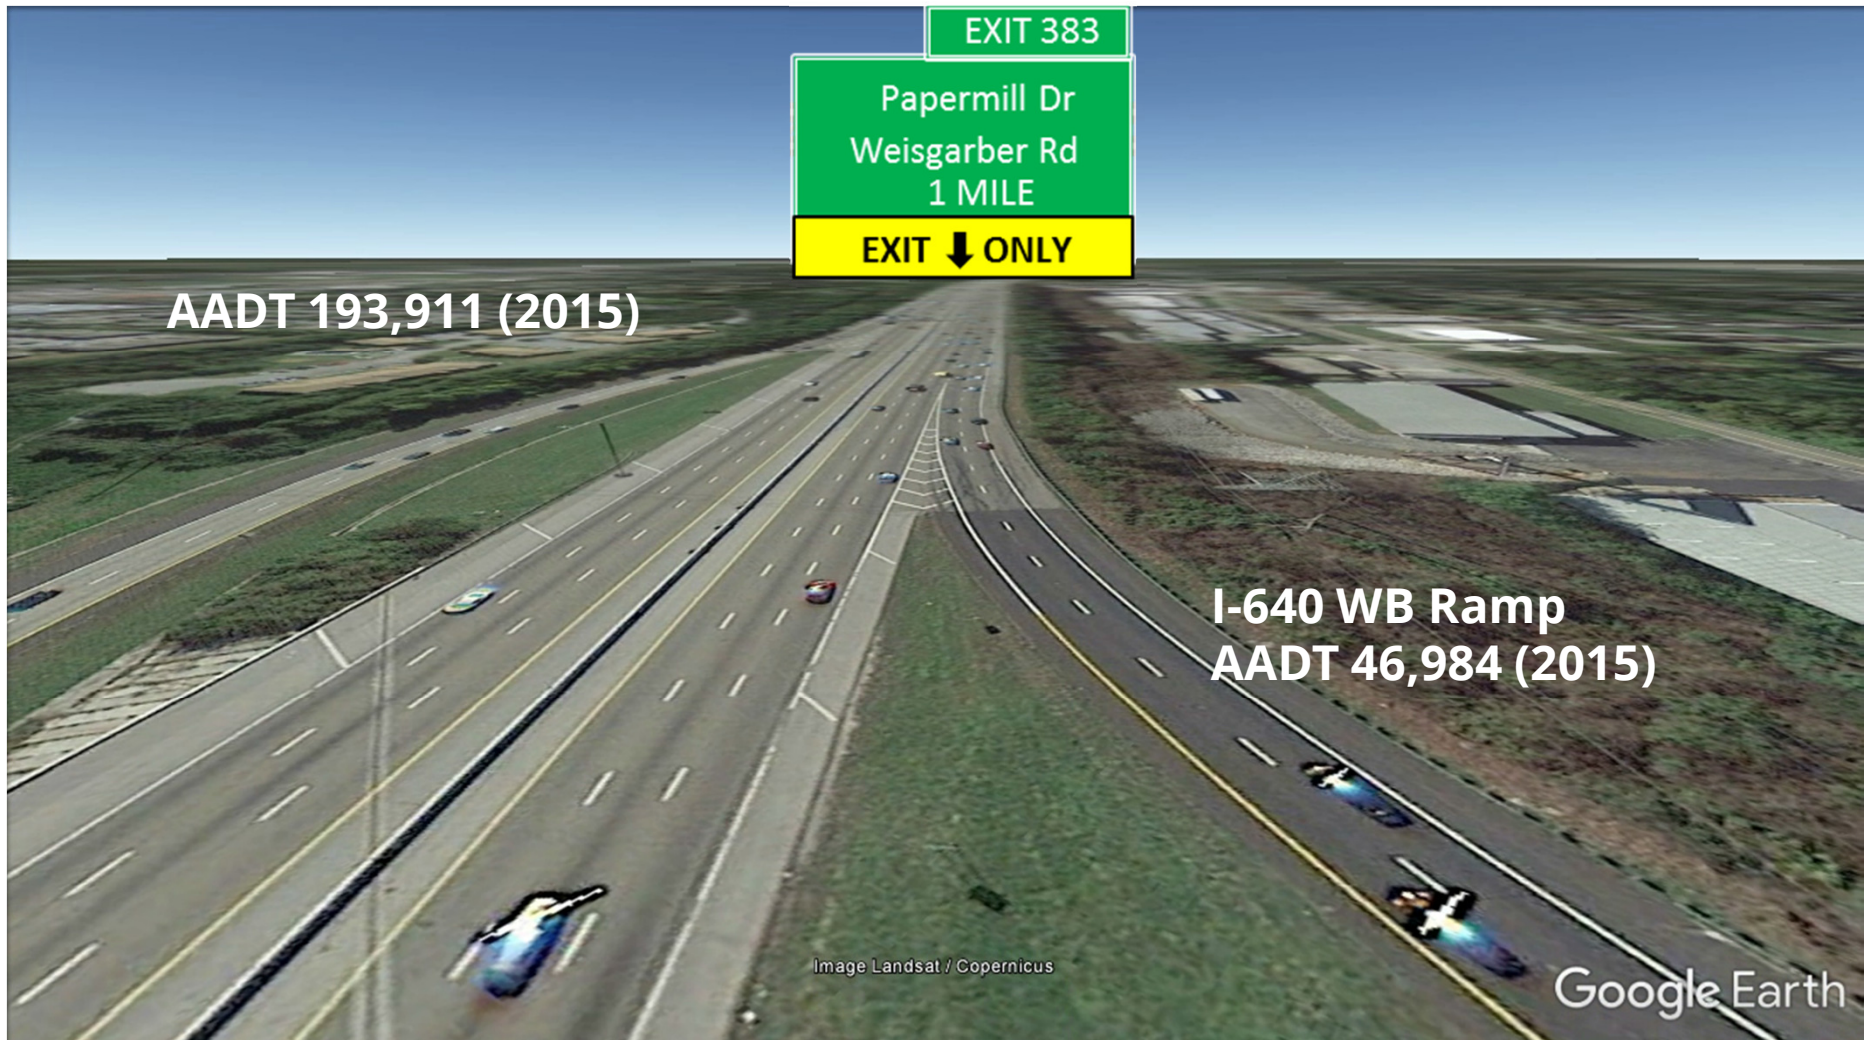 EXIT 383
Papermill Dr
Weisgarber Rd
1 MILE
EXIT ONLY
AADT 193,911 (2015)
I-640 WB Ramp
AADT 46,984 (2015)
Image Landsat / Copernicus
Google Earth